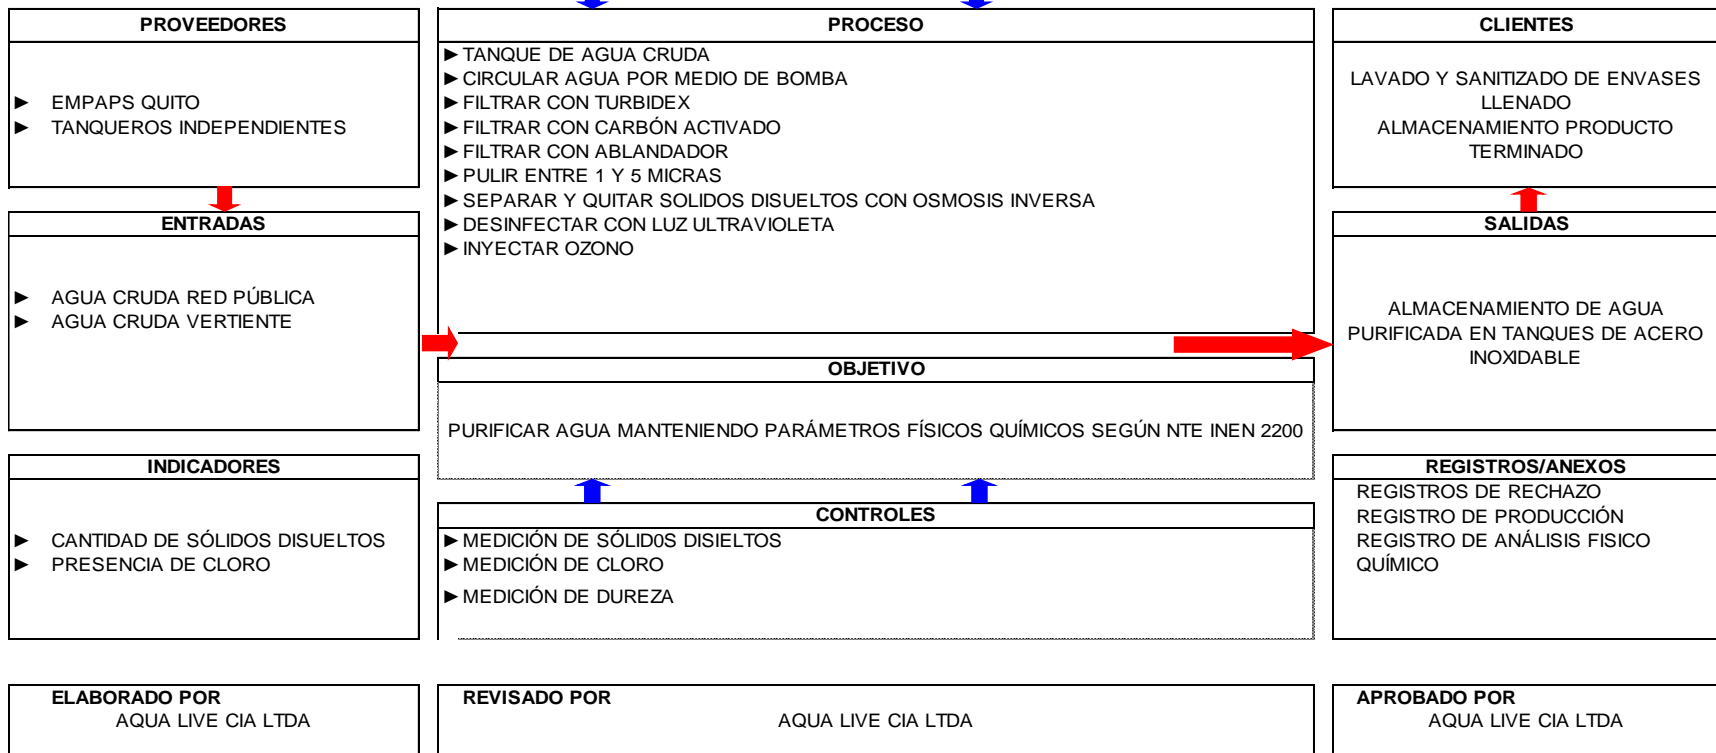 PROVEEDORES
► EMPAPS QUITO
► TANQUEROS INDEPENDIENTES
ENTRADAS
► AGUA CRUDA RED PÚBLICA
► AGUA CRUDA VERTIENTE
INDICADORES
► CANTIDAD DE SÓLIDOS DISUELTOS
► PRESENCIA DE CLORO
PROCESO
► TANQUE DE AGUA CRUDA
► CIRCULAR AGUA POR MEDIO DE BOMBA
► FILTRAR CON TURBIDEX
► FILTRAR CON CARBÓN ACTIVADO
► FILTRAR CON ABLANDADOR
► PULIR ENTRE 1 Y 5 MICRAS
► SEPARAR Y QUITAR SOLIDOS DISUELTOS CON OSMOSIS INVERSA
► DESINFECTAR CON LUZ ULTRAVIOLETA
► INYECTAR OZONO
OBJETIVO
PURIFICAR AGUA MANTENIENDO PARÁMETROS FÍSICOS QUÍMICOS SEGÚN NTE INEN 2200
CONTROLES
► MEDICIÓN DE SÓLID0S DISIELTOS
► MEDICIÓN DE CLORO
► MEDICIÓN DE DUREZA
CLIENTES
LAVADO Y SANITIZADO DE ENVASES
LLENADO
ALMACENAMIENTO PRODUCTO
TERMINADO
SALIDAS
ALMACENAMIENTO DE AGUA
PURIFICADA EN TANQUES DE ACERO
INOXIDABLE
REGISTROS/ANEXOS
REGISTROS DE RECHAZO
REGISTRO DE PRODUCCIÓN
REGISTRO DE ANÁLISIS FISICO
QUÍMICO
ELABORADO POR
AQUA LIVE CIA LTDA
REVISADO POR
AQUA LIVE CIA LTDA
APROBADO POR
AQUA LIVE CIA LTDA